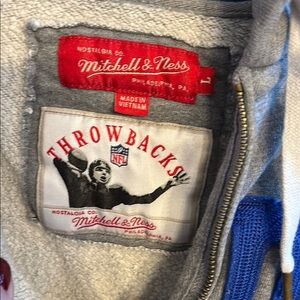 NOSTALGIA CO.
Mitchell & Ness
PHILADELPHIA, PA.
L
MADE IN
VIETNAM
THROWBACKS
NFL
NOSTALGIA CO.
Mitchell & Ness
PHILADELPHIA, PA.